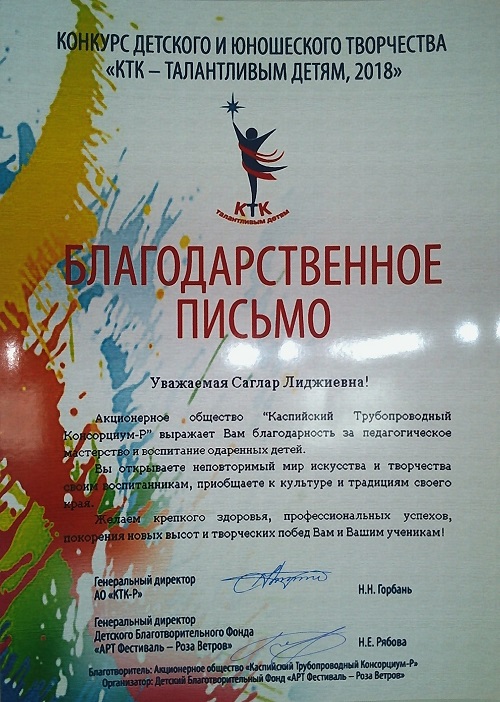 КОНКУРС ДЕТСКОГО И ЮНОШЕСКОГО ТВОРЧЕСТВА
«КТК – ТАЛАНТЛИВЫМ ДЕТЯМ, 2018»
КТК
ТАЛАНТЛИВЫМ ДЕТЯМ
БЛАГОДАРСТВЕННОЕ
ПИСЬМО
Уважаемая Саглар Лиджиевна!
Акционерное общество "Каспийский Трубопроводный
Консорциум-Р" выражает Вам благодарность за педагогическое
мастерство и воспитание одаренных детей.
Вы открываете неповторимый мир искусства и творчества
своим воспитанникам, приобщаете к культуре и традициям своего
края.
Желаем крепкого здоровья, профессиональных успехов,
покорения новых высот и творческих побед Вам и Вашим ученикам!
Генеральный директор
АО «КТК-Р»
Н.Н. Горбань
Генеральный директор
Детского Благотворительного Фонда
«АРТ Фестиваль – Роза Ветров»
Н.Е. Рябова
Благотворитель: Акционерное общество «Каспийский Трубопроводный Консорциум-Р»
Организатор: Детский Благотворительный Фонд «АРТ Фестиваль – Роза Ветров»